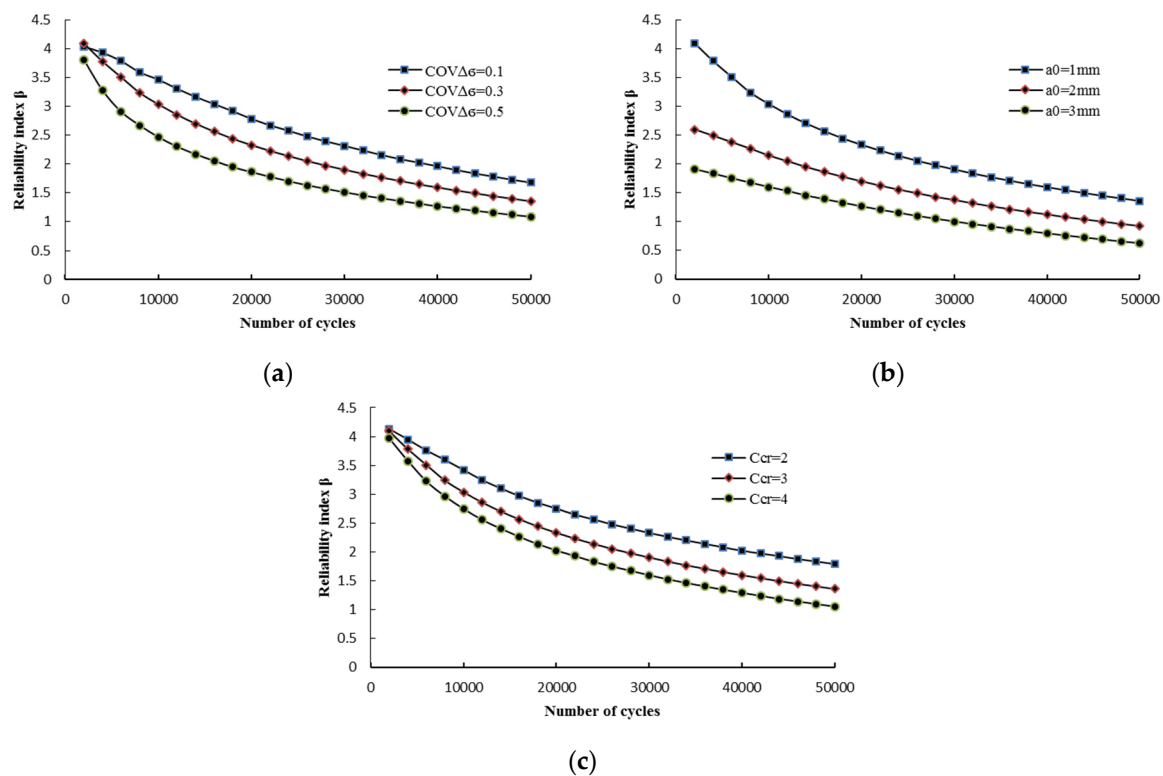 4.5
4
3.5
3
2.5
2
1.5
1
0.5
0
Reliability index β
COVΔσ=0.1
COVΔσ=0.3
COVΔσ=0.5
0 10000 20000 30000 40000 50000
Number of cycles
(a)
4.5
4
3.5
3
2.5
2
1.5
1
0.5
0
Reliability index β
a0=1mm
a0=2mm
a0=3mm
0 10000 20000 30000 40000 50000
Number of cycles
(b)
4.5
4
3.5
3
2.5
2
1.5
1
0.5
0
Reliability index β
Ccr=2
Ccr=3
Ccr=4
0 10000 20000 30000 40000 50000
Number of cycles
(c)